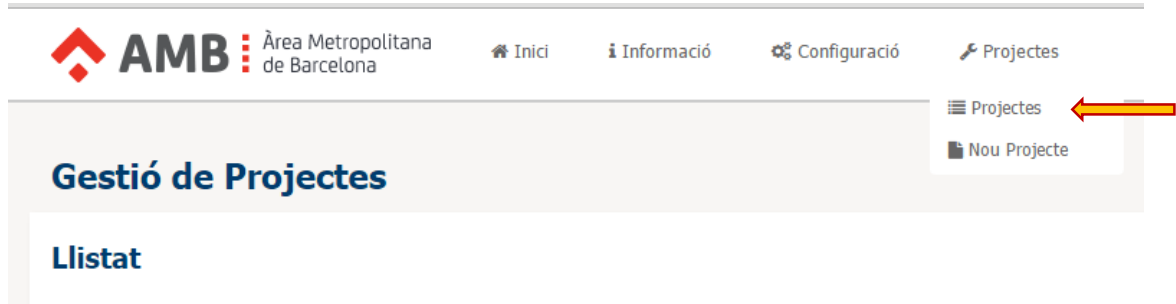 AMB Àrea Metropolitana
de Barcelona
Inici
Informació
Configuració
Projectes
Projectes
Nou Projecte
Gestió de Projectes
Llistat